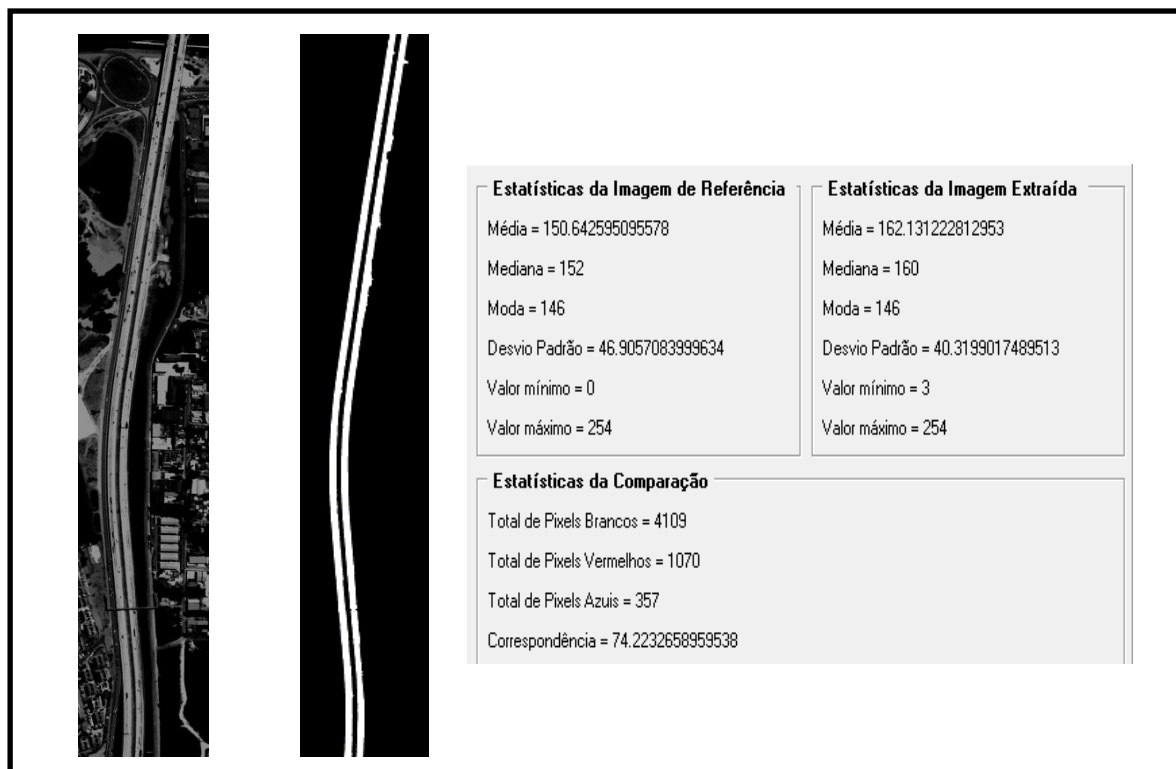 Estatísticas da Imagem de Referência
Média = 150.642595095578
Mediana = 152
Moda = 146
Desvio Padrão = 46.9057083999634
Valor mínimo = 0
Valor máximo = 254
Estatísticas da Imagem Extraída
Média = 162.131222812953
Mediana = 160
Moda = 146
Desvio Padrão = 40.3199017489513
Valor mínimo = 3
Valor máximo = 254
Estatísticas da Comparação
Total de Pixels Brancos = 4109
Total de Pixels Vermelhos = 1070
Total de Pixels Azuis = 357
Correspondência = 74.2232658959538